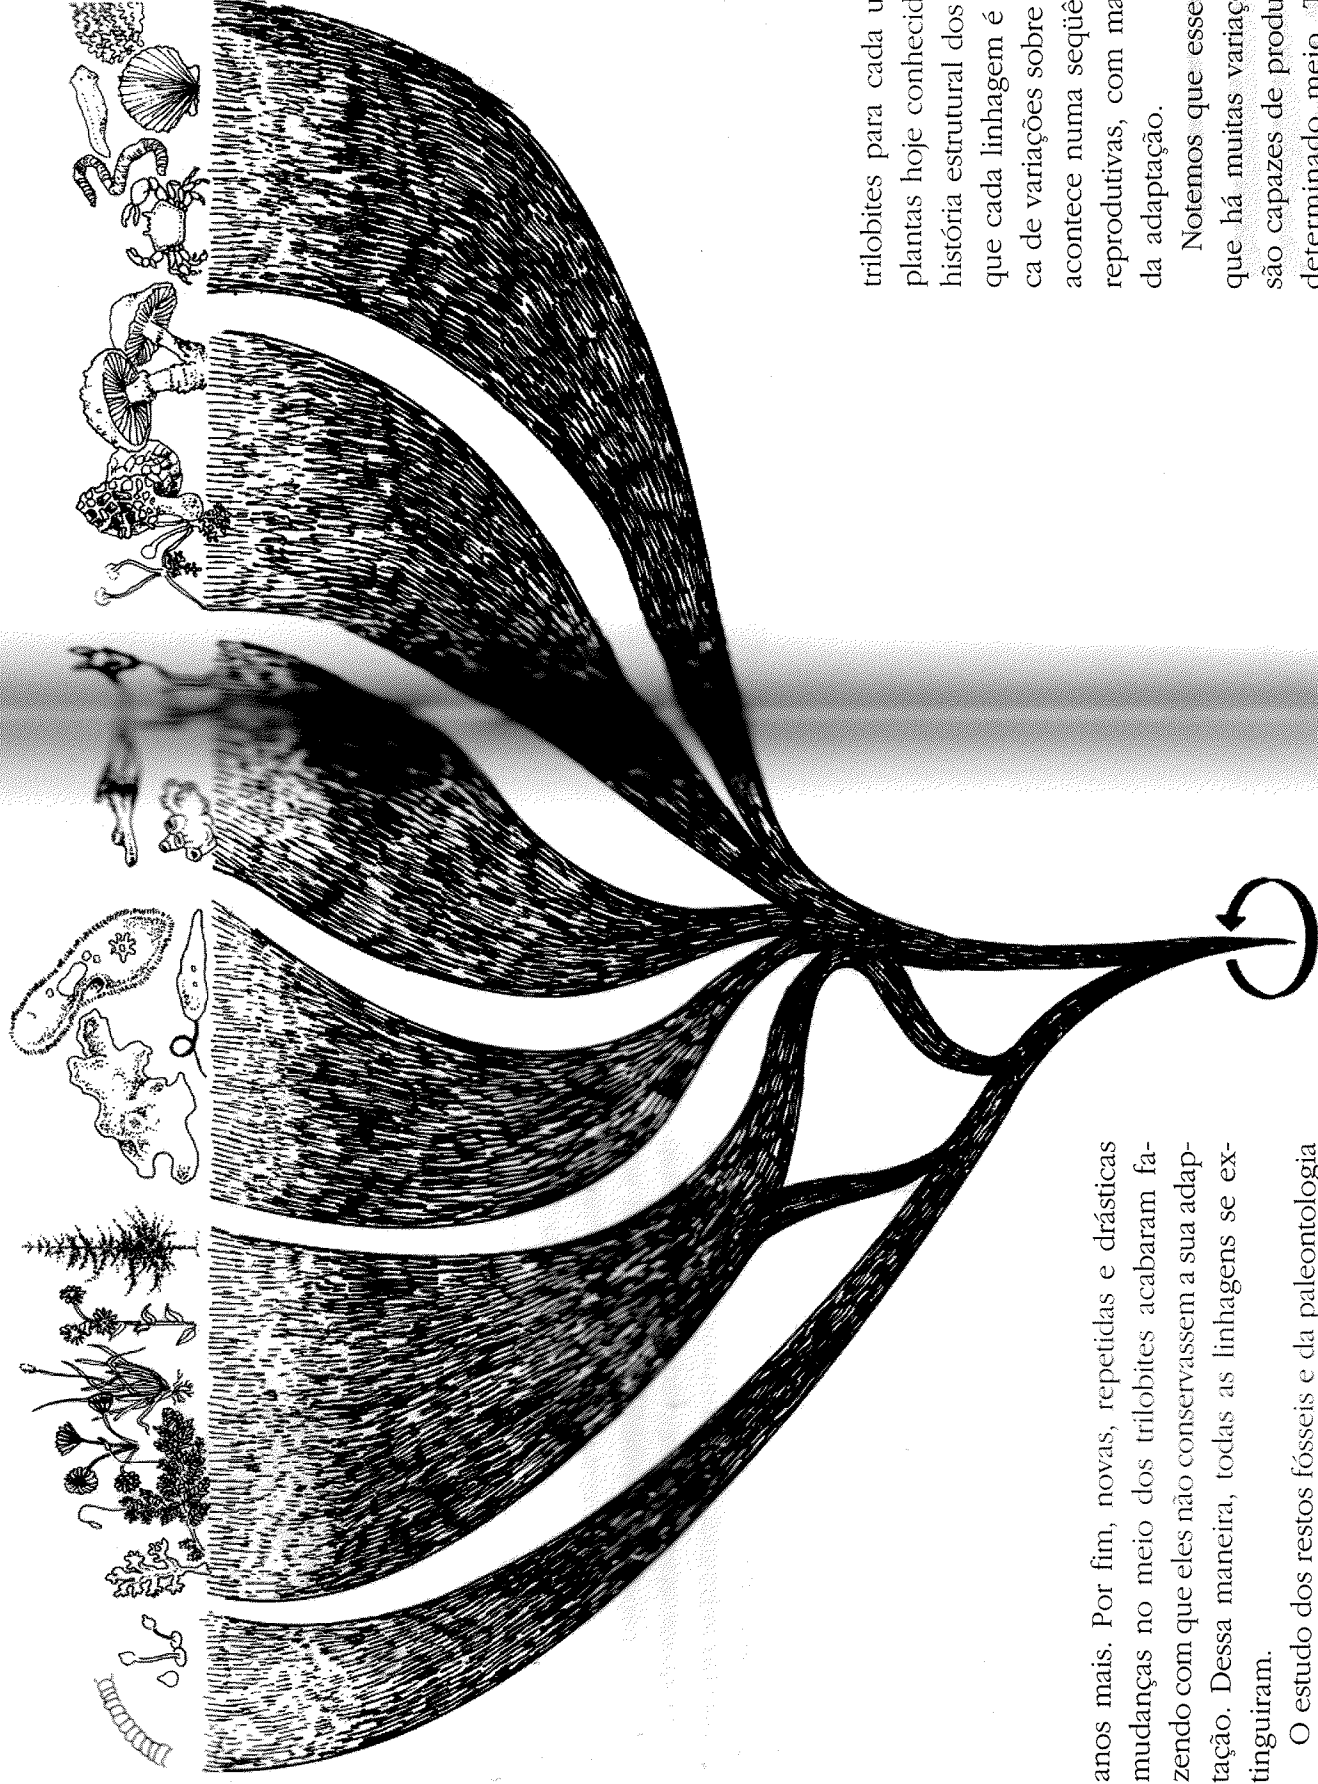 anos mais. Por fim, novas, repetidas e drásticas
mudanças no meio dos trilobites acabaram fa-
zendo com que eles não conservassem a sua adap-
tação. Dessa maneira, todas as linhagens se ex-
tinguiram.
O estudo dos restos fósseis e da paleontologia
trilobites para cada u
plantas hoje conhecid
história estrutural dos
que cada linhagem é
ca de variações sobre
acontece numa seqüê
reprodutivas, com ma
da adaptação.
Notemos que esse
que há muitas variaç
são capazes de produ
determinado meio.